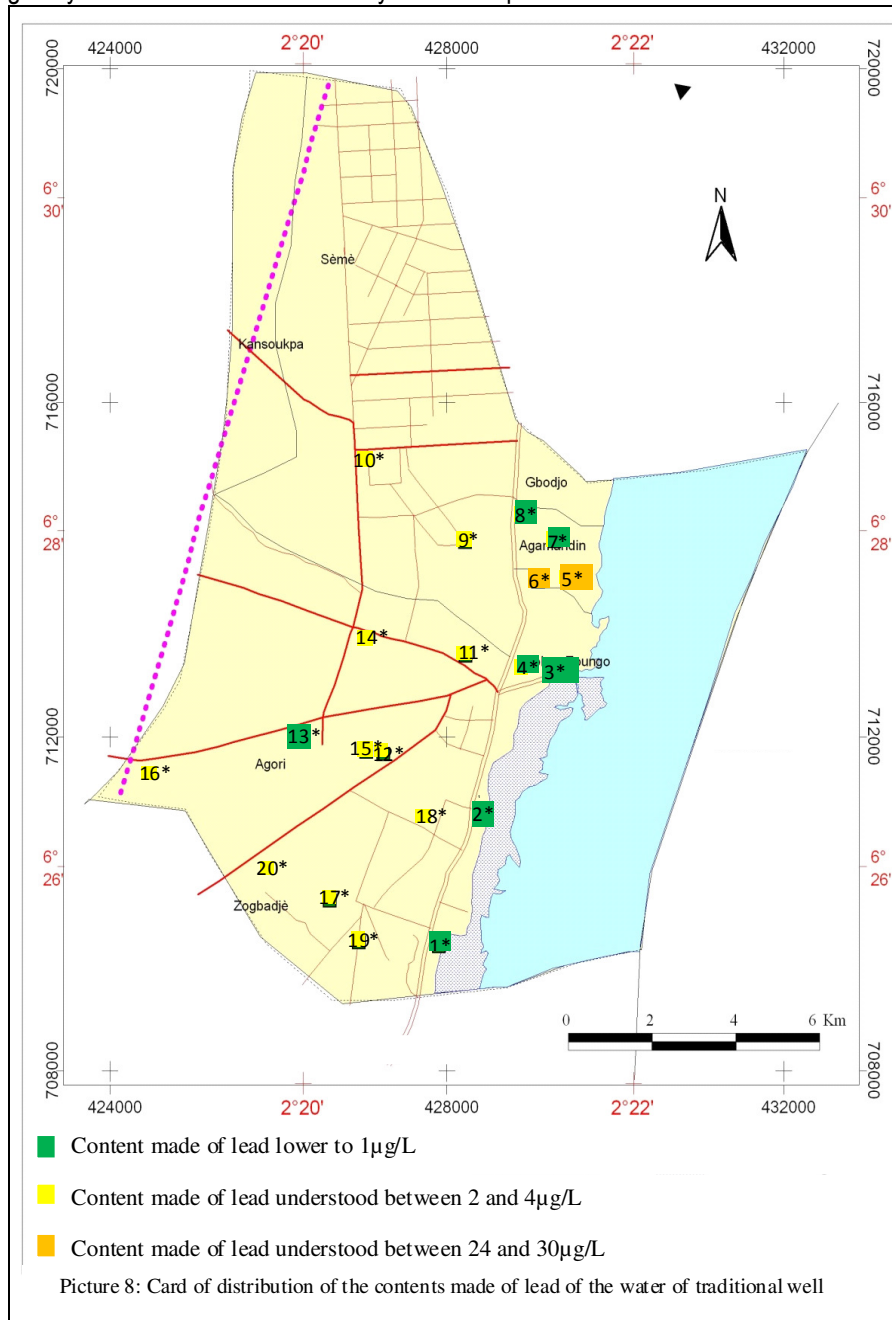 424000 2°20' 428000 2°22' 432000
720000 720000
6° 30' 6° 30'
N
Sèmè
Kansoukpa
716000 716000
10*
Gbodjo
8*
6° 28' 6° 28'
9* 7*
Agamandin
6* 5*
14* 11*
4* 3*
13* 712000 712000
15* 12*
Agori
16*
18* 2*
6° 26' 6° 26'
20*
17*
Zogbadjè
19* 1*
0 2 4 6 Km
708000 708000
424000 2°20' 428000 2°22' 432000
Content made of lead lower to 1µg/L
Content made of lead understood between 2 and 4µg/L
Content made of lead understood between 24 and 30µg/L
Picture 8: Card of distribution of the contents made of lead of the water of traditional well